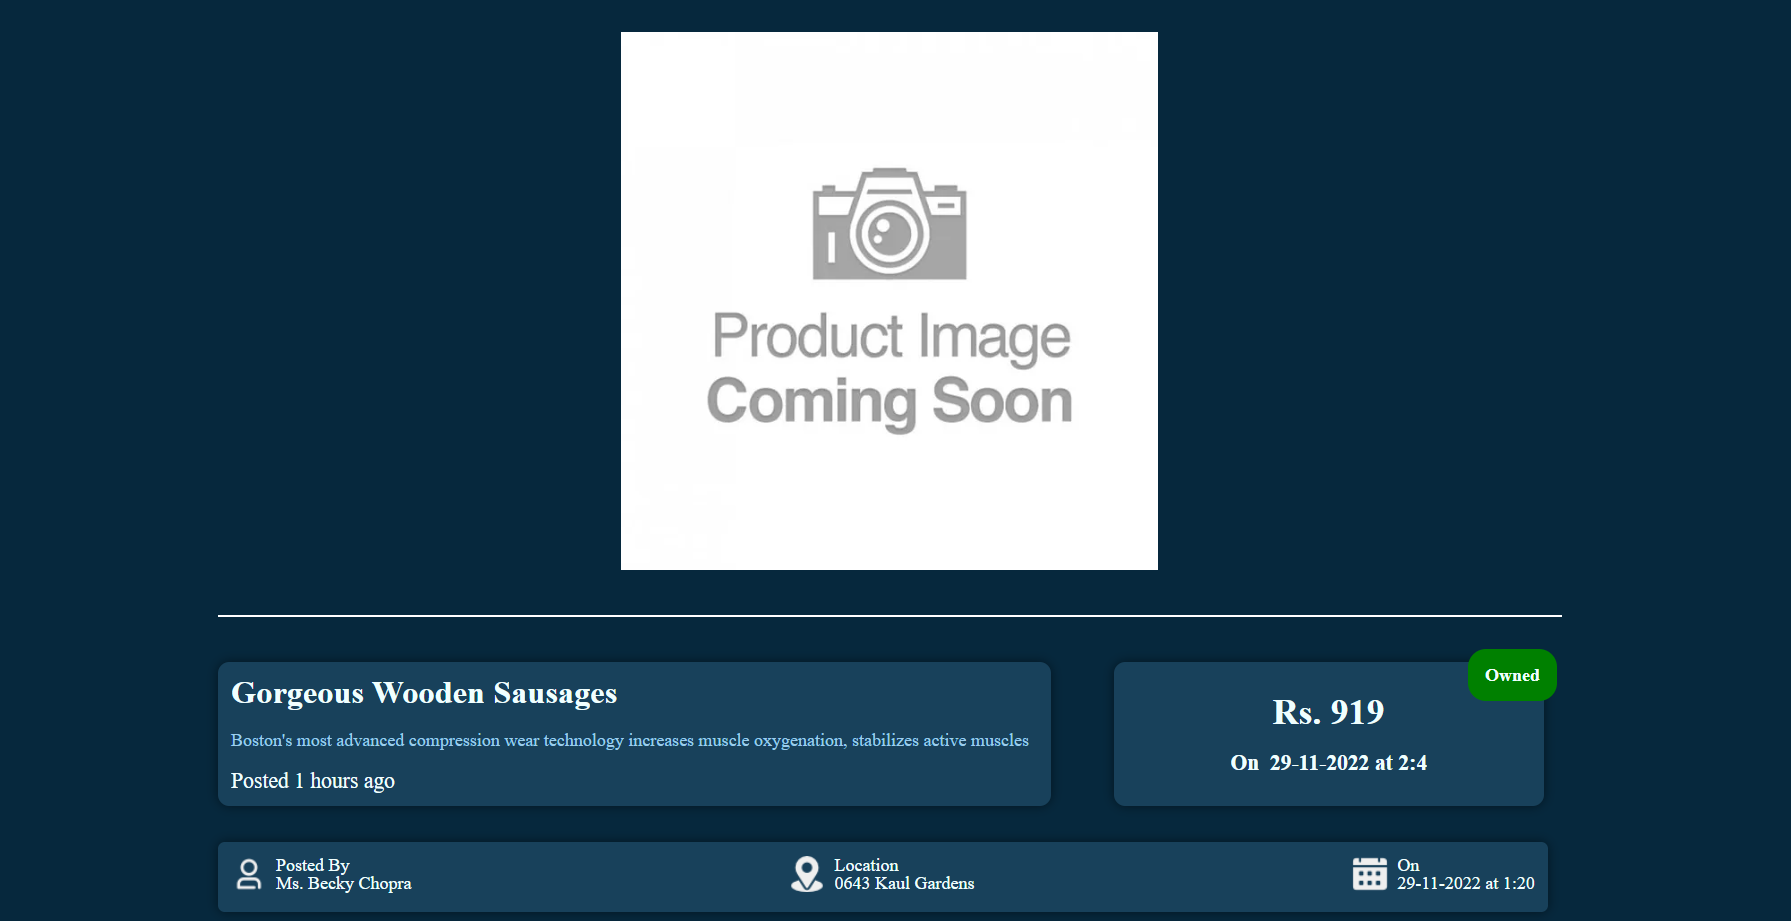 Product Image
Coming Soon
Gorgeous Wooden Sausages
Boston's most advanced compression wear technology increases muscle oxygenation, stabilizes active muscles
Posted 1 hours ago
Owned
Rs. 919
On 29-11-2022 at 2:4
Posted By
Ms. Becky Chopra
Location
0643 Kaul Gardens
On
29-11-2022 at 1:20